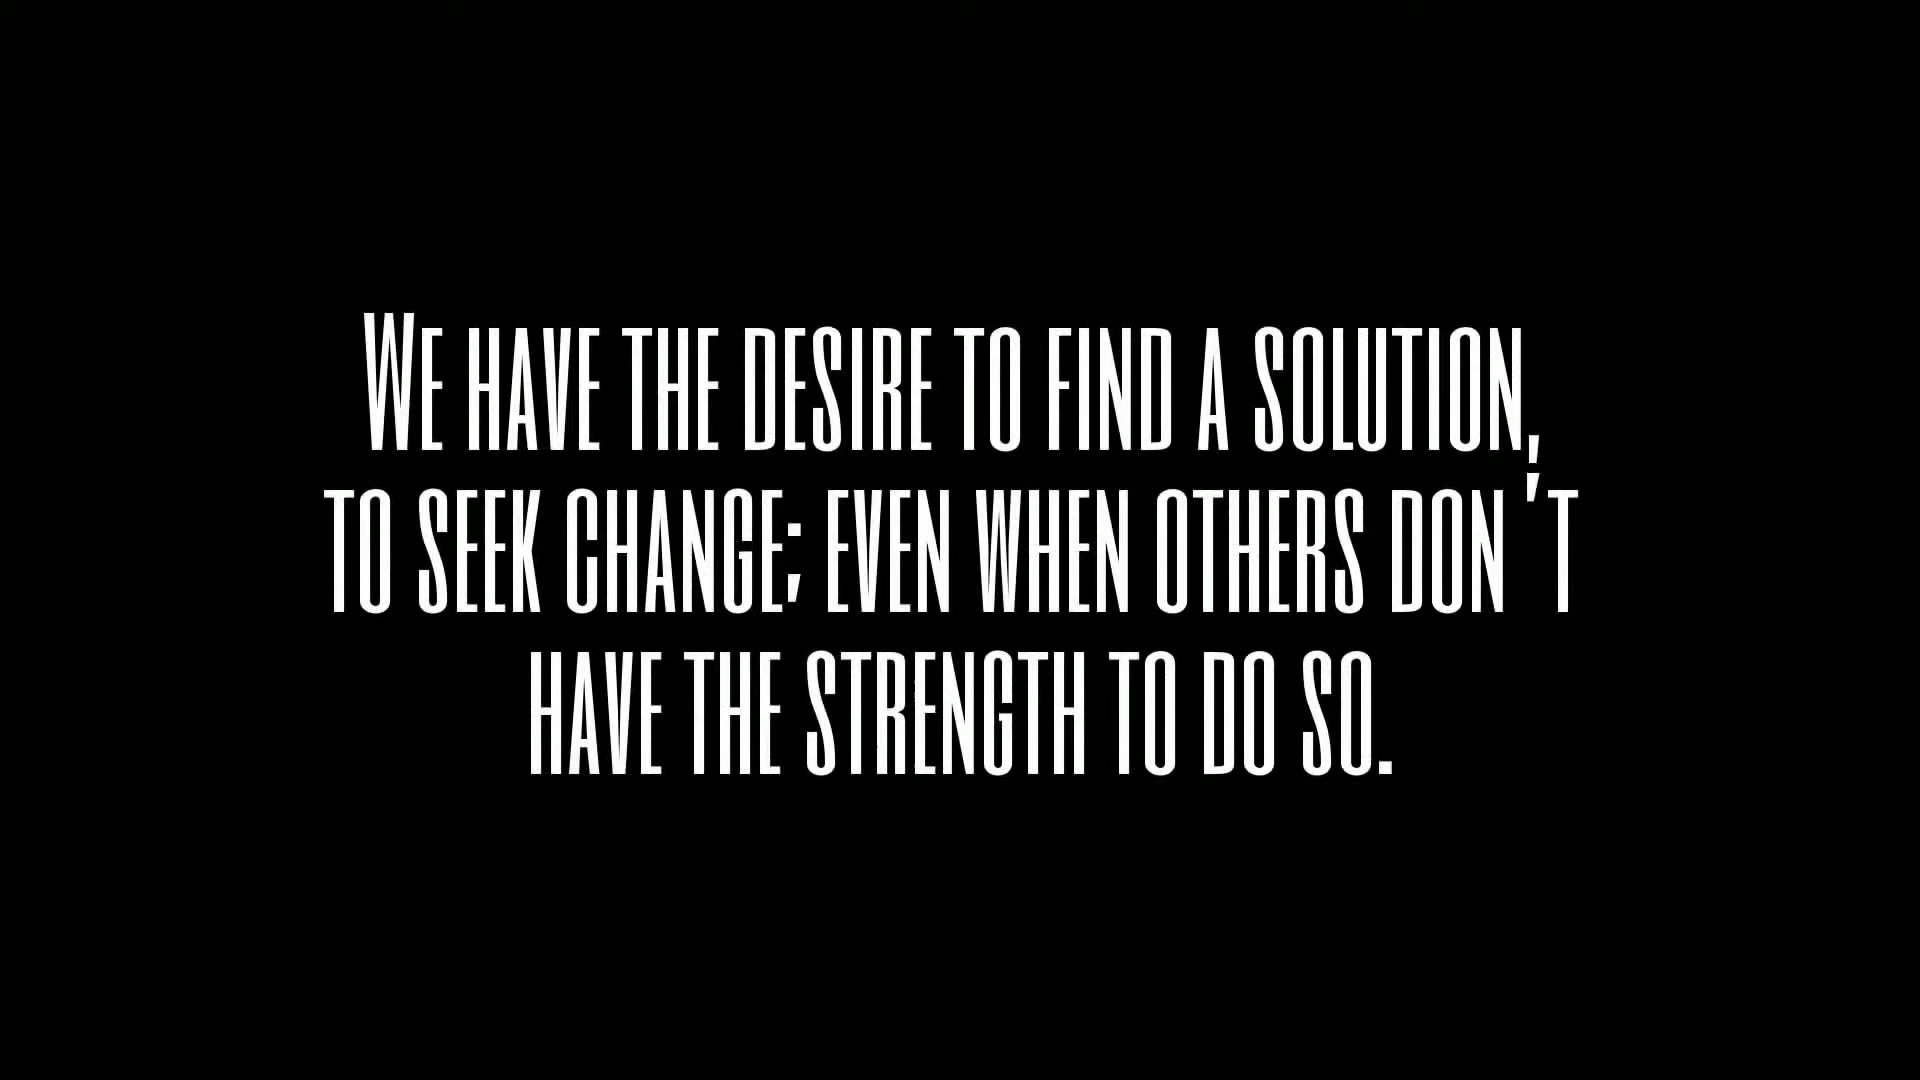 We have the desire to find a solution,
to seek change; even when others don't
have the strength to do so.